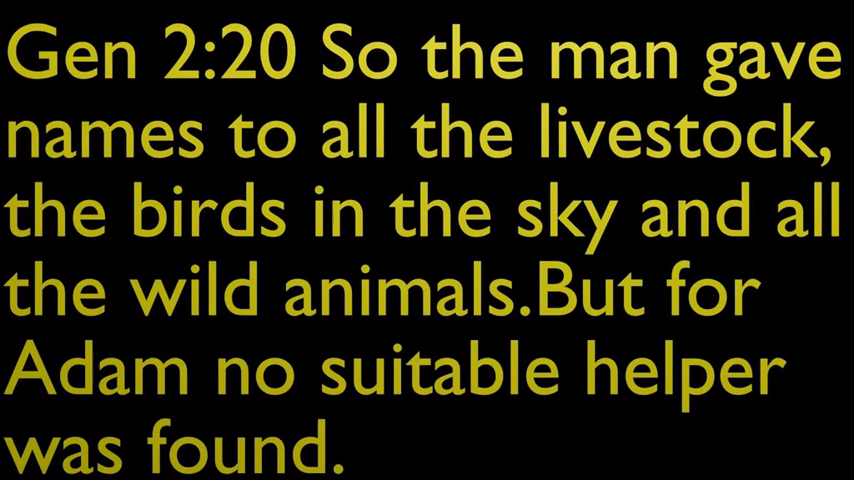 Gen 2:20 So the man gave
names to all the livestock,
the birds in the sky and all
the wild animals.But for
Adam no suitable helper
was found.